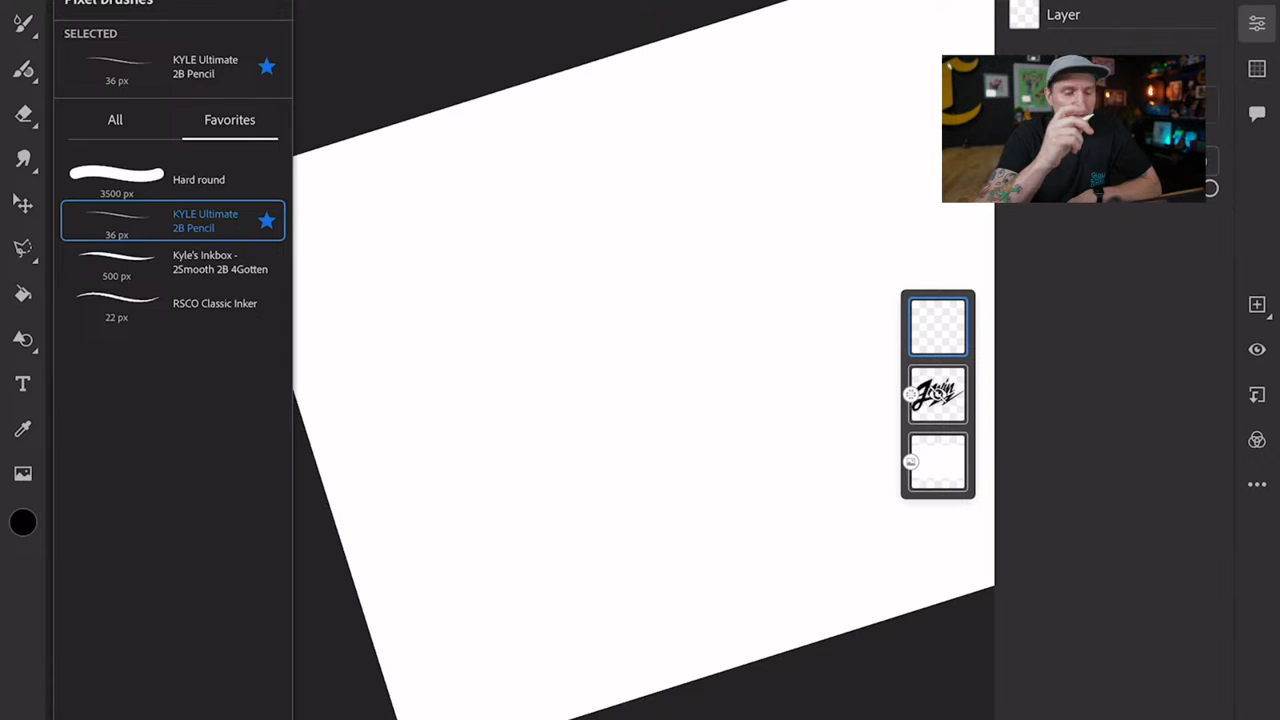 Pixel Brushes
SELECTED
KYLE Ultimate
2B Pencil
36 px
All
Favorites
Hard round
3500 px
KYLE Ultimate
2B Pencil
36 px
Kyle's Inkbox -
2Smooth 2B 4Gotten
500 px
RSCO Classic Inker
22 px
T
Layer